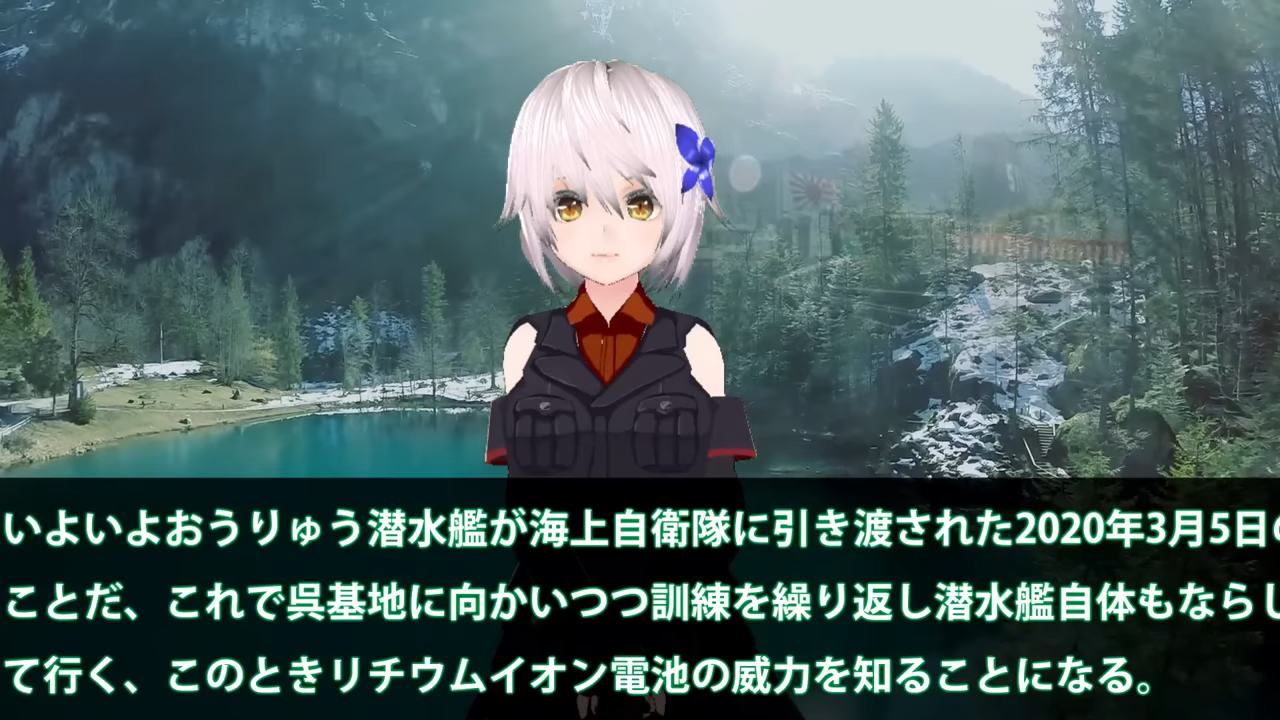 いよいよおうりゅう潜水艦が海上自衛隊に引き渡された2020年3月5日の
ことだ、これで呉基地に向かいつつ訓練を繰り返し潜水艦自体もならし
て行く、このときリチウムイオン電池の威力を知ることになる。